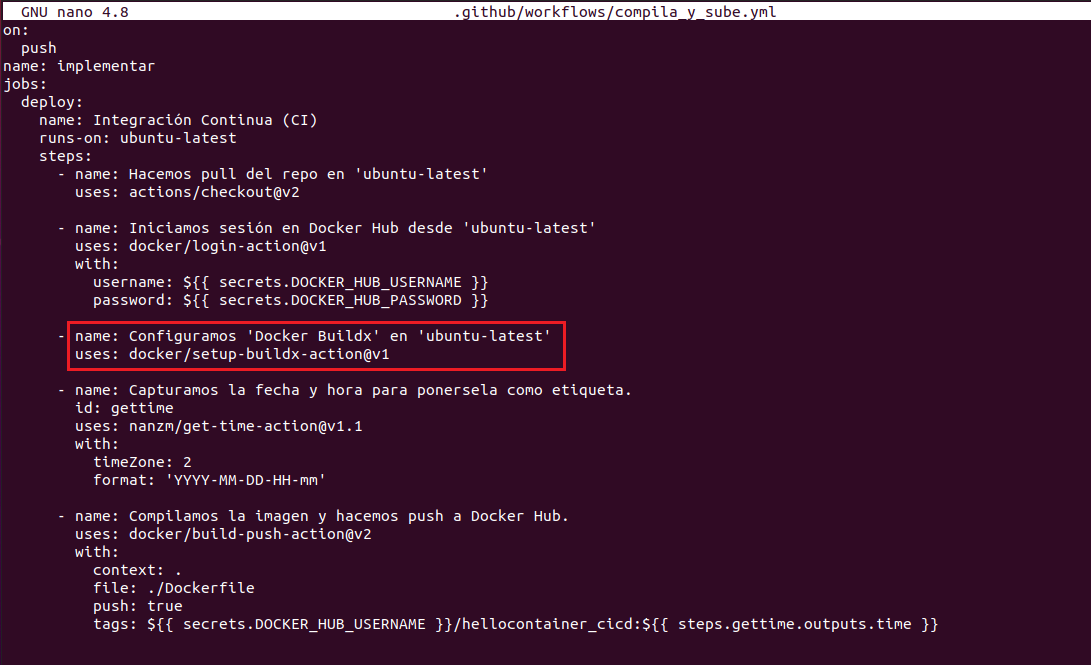 GNU nano 4.8 .github/workflows/compila_y_sube.yml
on:
  push
name: implementar
jobs:
  deploy:
    name: Integración Continua (CI)
    runs-on: ubuntu-latest
    steps:
      - name: Hacemos pull del repo en 'ubuntu-latest'
        uses: actions/checkout@v2

      - name: Iniciamos sesión en Docker Hub desde 'ubuntu-latest'
        uses: docker/login-action@v1
        with:
          username: ${{ secrets.DOCKER_HUB_USERNAME }}
          password: ${{ secrets.DOCKER_HUB_PASSWORD }}

      - name: Configuramos 'Docker Buildx' en 'ubuntu-latest'
        uses: docker/setup-buildx-action@v1

      - name: Capturamos la fecha y hora para ponersela como etiqueta.
        id: gettime
        uses: nanzm/get-time-action@v1.1
        with:
          timeZone: 2
          format: 'YYYY-MM-DD-HH-mm'

      - name: Compilamos la imagen y hacemos push a Docker Hub.
        uses: docker/build-push-action@v2
        with:
          context: .
          file: ./Dockerfile
          push: true
          tags: ${{ secrets.DOCKER_HUB_USERNAME }}/hellocontainer_cicd:${{ steps.gettime.outputs.time }}